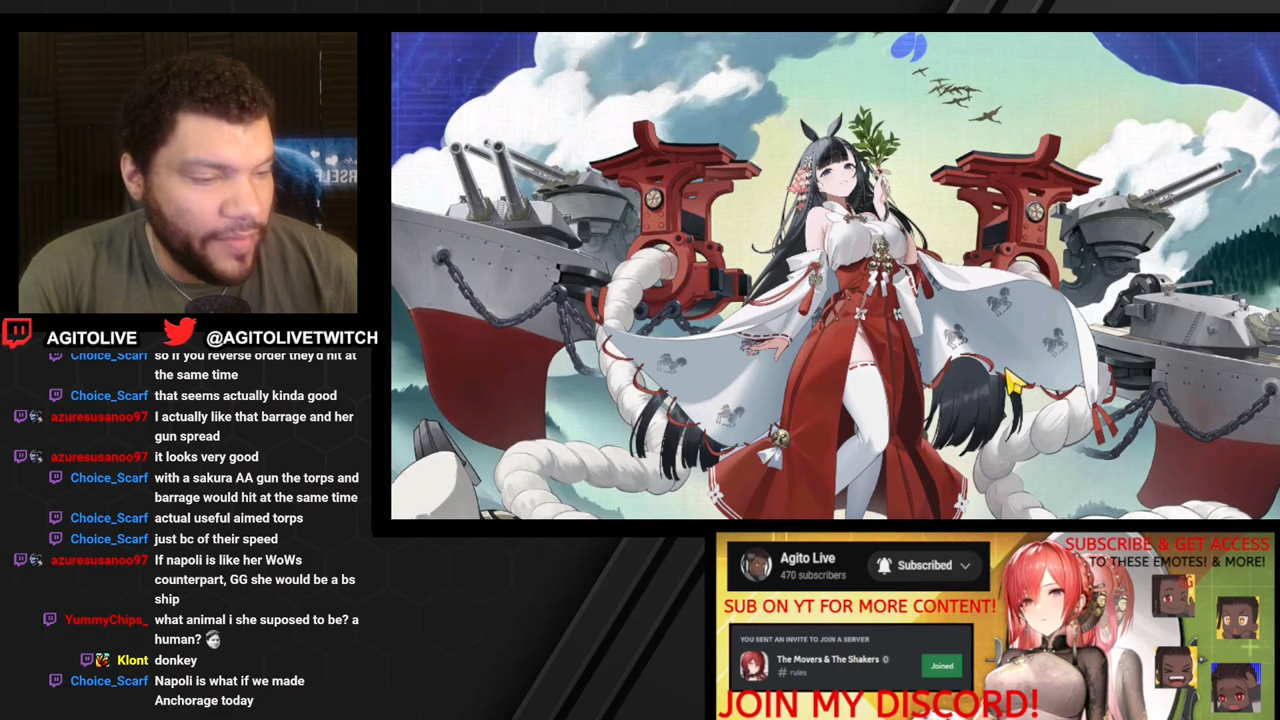 AGITOLIVE
@AGITOLIVETWITCH
Choice_Scarf so if you reverse order they'd hit at
the same time
Choice_Scarf that seems actually kinda good
azuresusanoo97 I actually like that barrage and her
gun spread
azuresusanoo97 it looks very good
Choice_Scarf with a sakura AA gun the torps and
barrage would hit at the same time
Choice_Scarf actual useful aimed torps
Choice_Scarf just bc of their speed
azuresusanoo97 If napoli is like her WoWs
counterpart, GG she would be a bs
ship
YummyChips_ what animal i she suposed to be? a
human?
Klont donkey
Choice_Scarf Napoli is what if we made
Anchorage today
Agito Live
470 subscribers
Subscribed
SUB ON YT FOR MORE CONTENT!
YOU SENT AN INVITE TO JOIN A SERVER
The Movers & The Shakers
# rules
Joined
JOIN MY DISCORD!
SUBSCRIBE & GET ACCESS
TO THESE EMOTES! & MORE!
GG